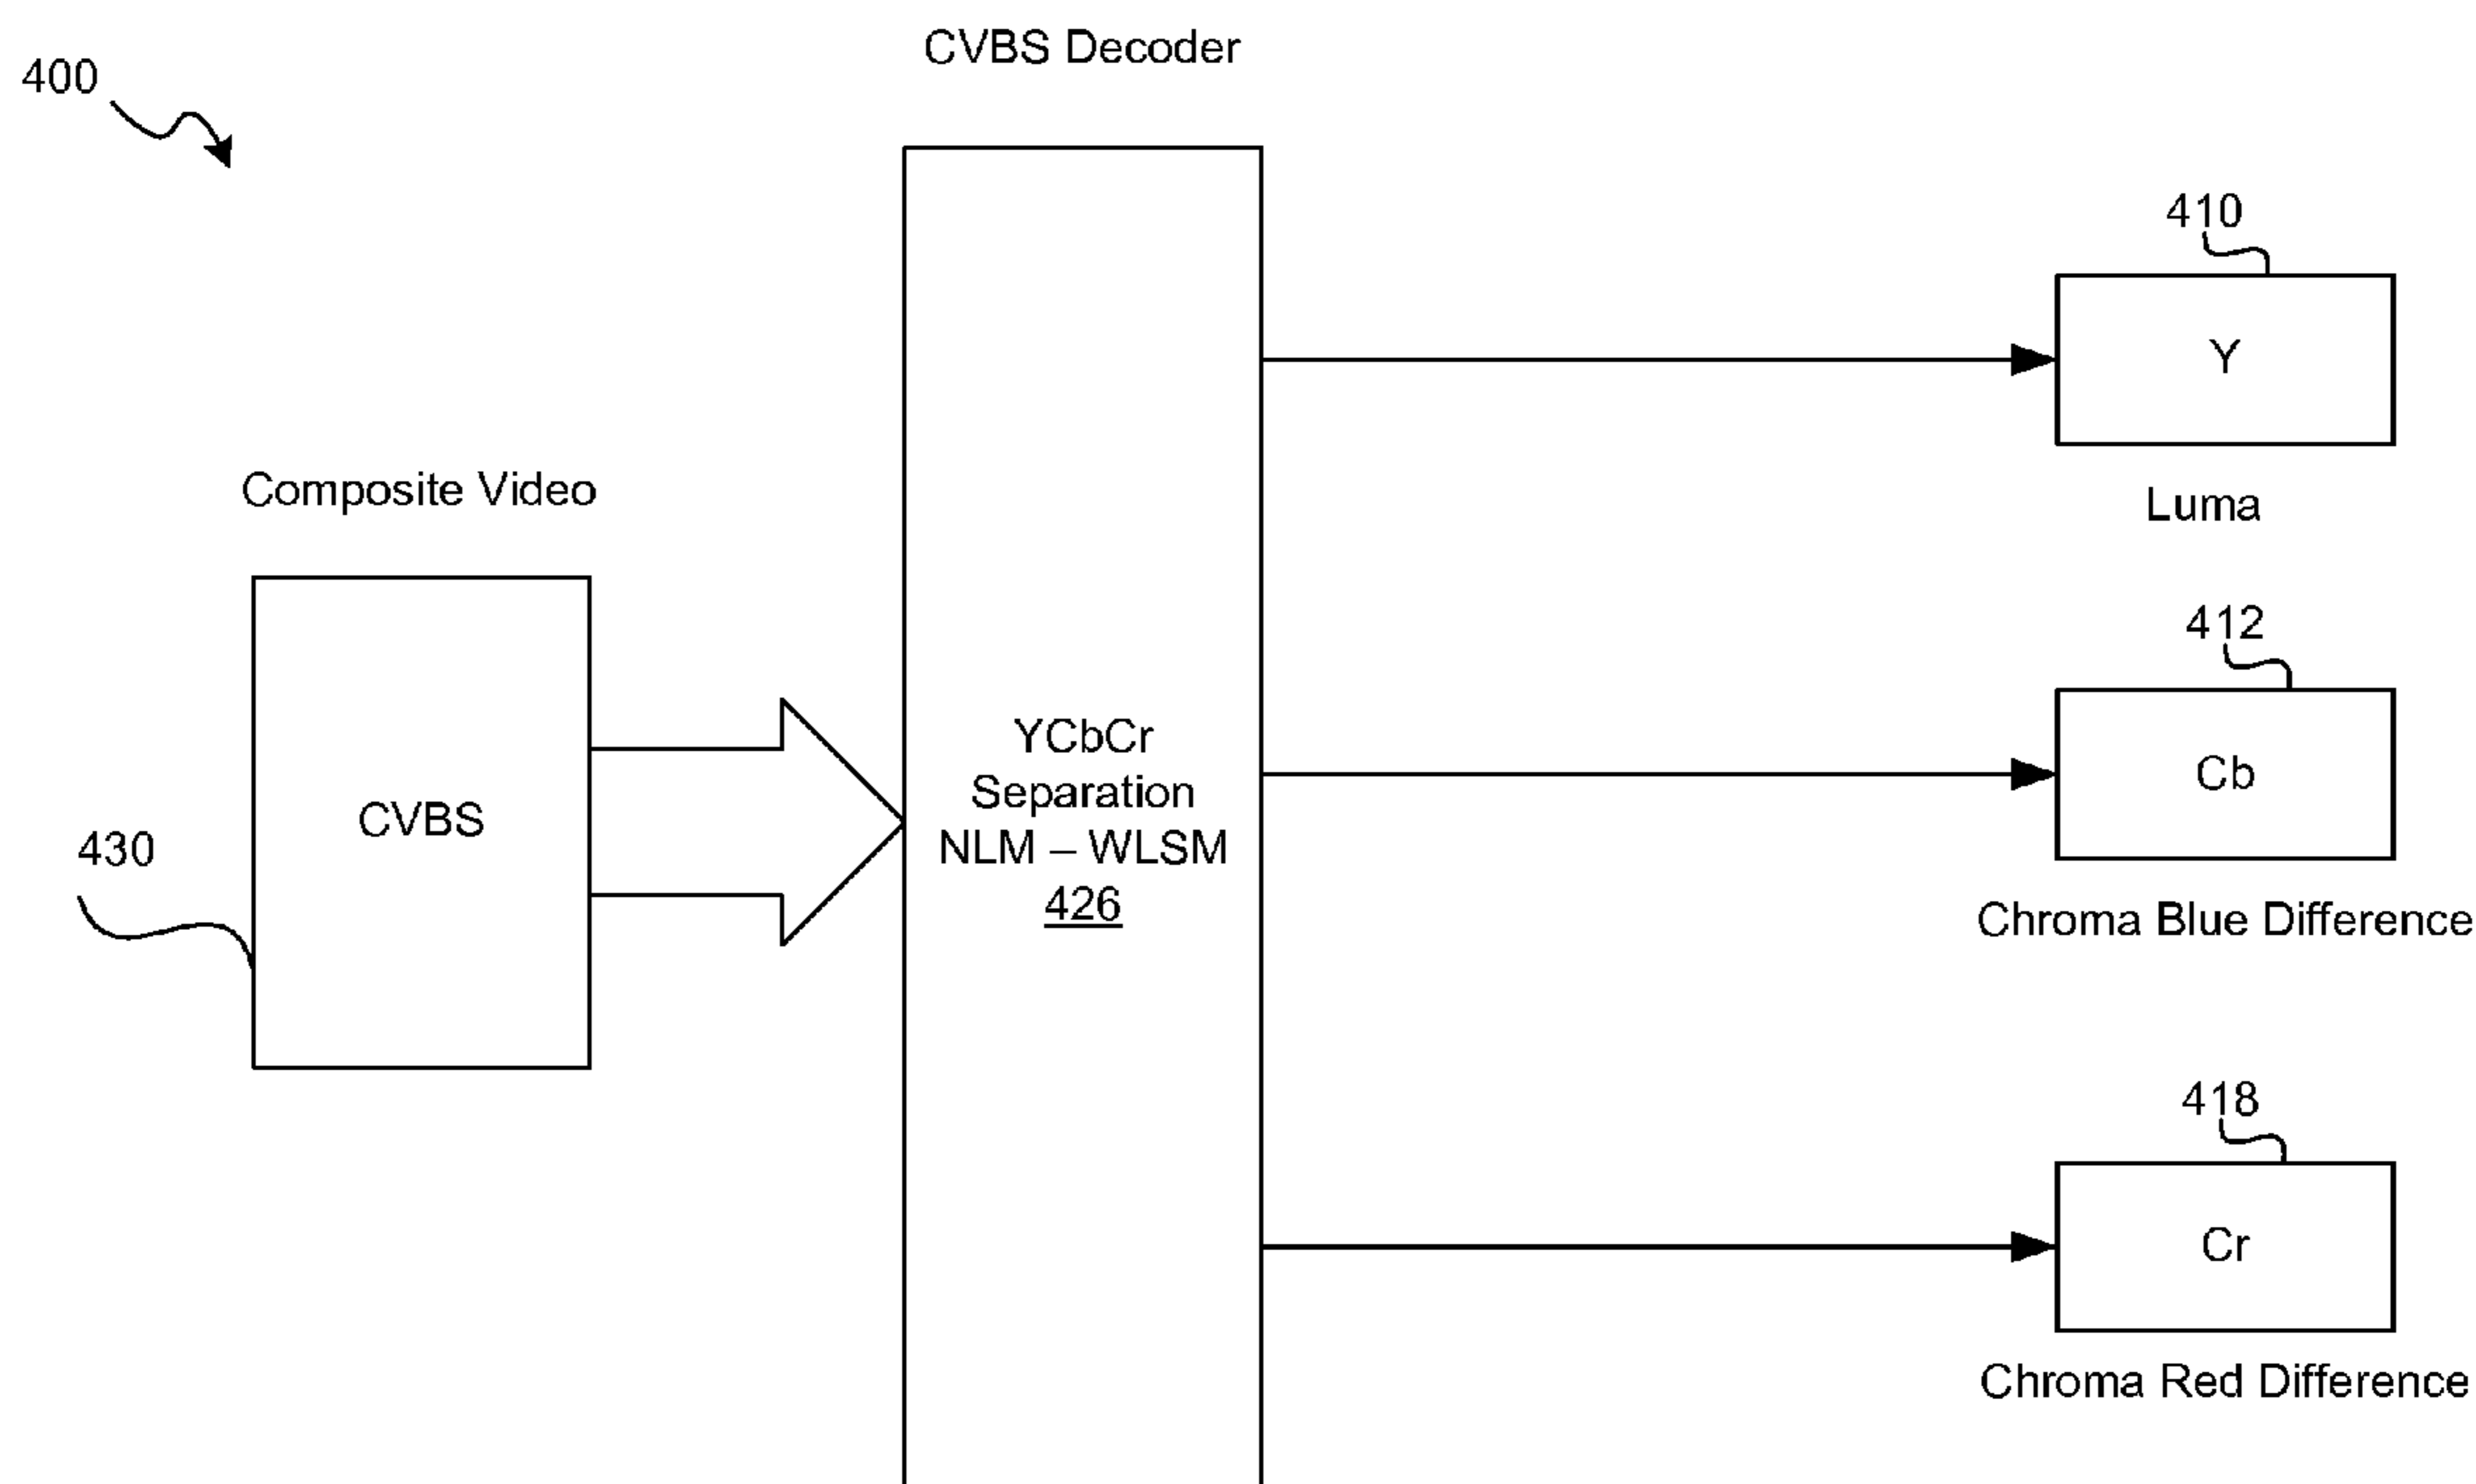 CVBS Decoder
400
410
Y
Luma
Composite Video
CVBS
430
YCbCr
Separation
NLM – WLSM
426
412
Cb
Chroma Blue Difference
418
Cr
Chroma Red Difference